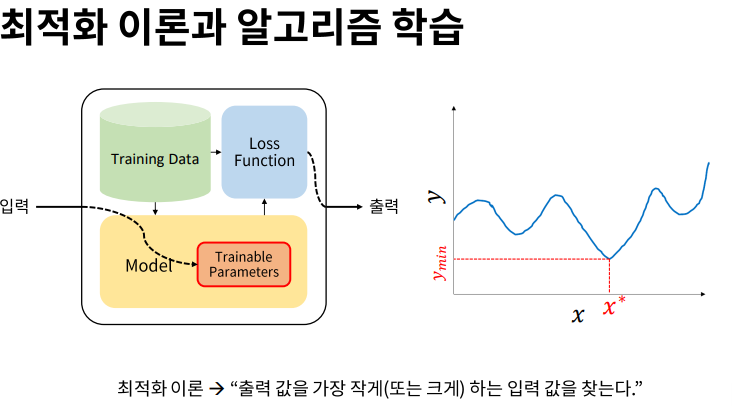 최적화 이론과 알고리즘 학습
Training Data
Loss
Function
입력
출력
Model
Trainable
Parameters
y
y_min
x
x*
최적화 이론 → “출력 값을 가장 작게(또는 크게) 하는 입력 값을 찾는다.”